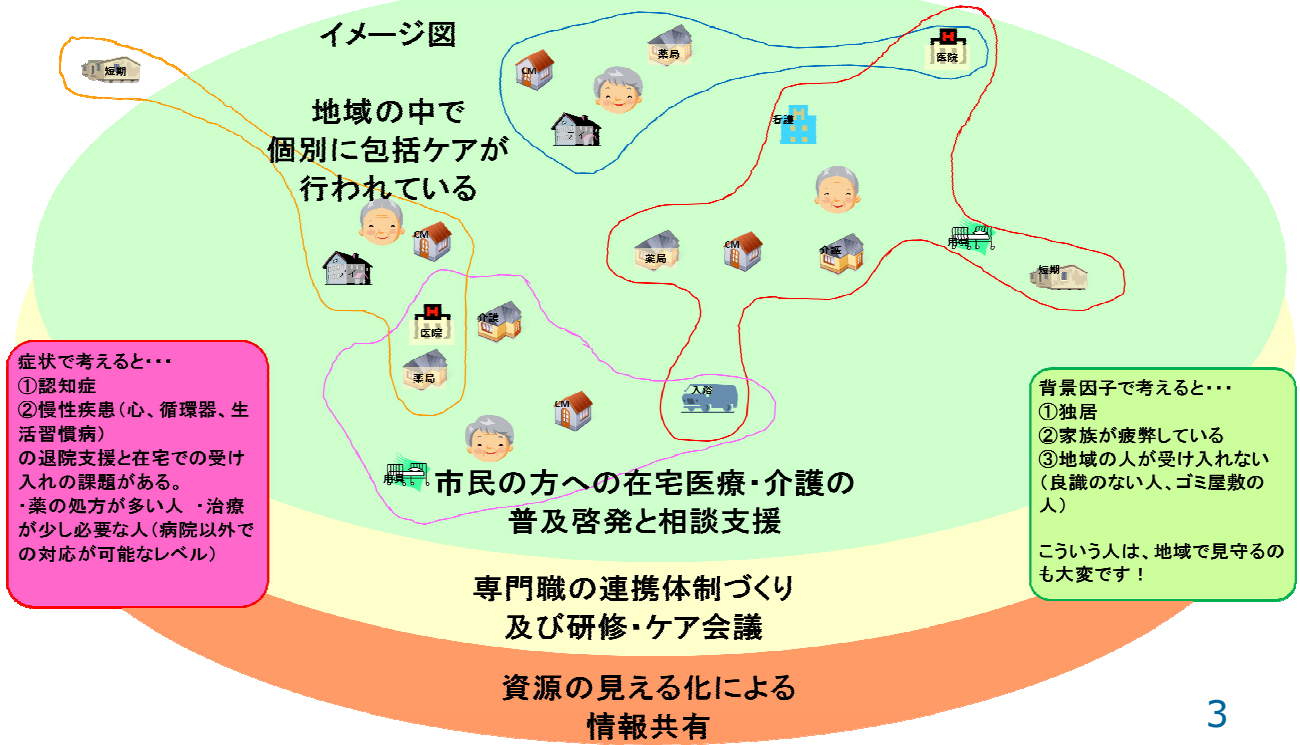 イメージ図
地域の中で
個別に包括ケアが
行われている
短期
CM
薬局
医院
看護
CM
薬局
CM
介護
用具
短期
医院
介護
薬局
CM
入浴
用具
症状で考えると・・・
①認知症
②慢性疾患（心、循環器、生
活習慣病）
の退院支援と在宅での受け
入れの課題がある。
・薬の処方が多い人 ・治療
が少し必要な人（病院以外で
の対応が可能なレベル）
背景因子で考えると・・・
①独居
②家族が疲弊している
③地域の人が受け入れない
（良識のない人、ゴミ屋敷の
人）
こういう人は、地域で見守るの
も大変です！
市民の方への在宅医療・介護の
普及啓発と相談支援
専門職の連携体制づくり
及び研修・ケア会議
資源の見える化による
情報共有
3